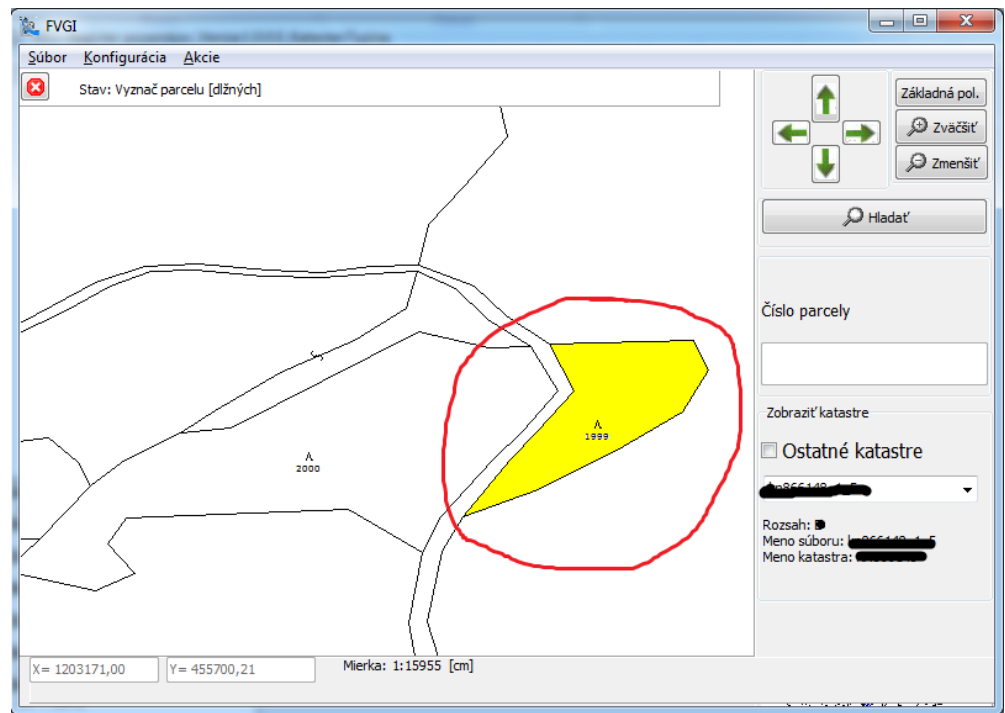 FVGI
Súbor Konfigurácia Akcie
Stav: Vyznač parcelu [dlžných]
Základná pol.
Zväčšiť
Zmenšiť
Hladať
Číslo parcely
1999
2000
Zobraziť katastre
Ostatné katastre
Rozsah:
Meno súboru:
Meno katastra:
X= 1203171,00 Y= 455700,21 Mierka: 1:15955 [cm]